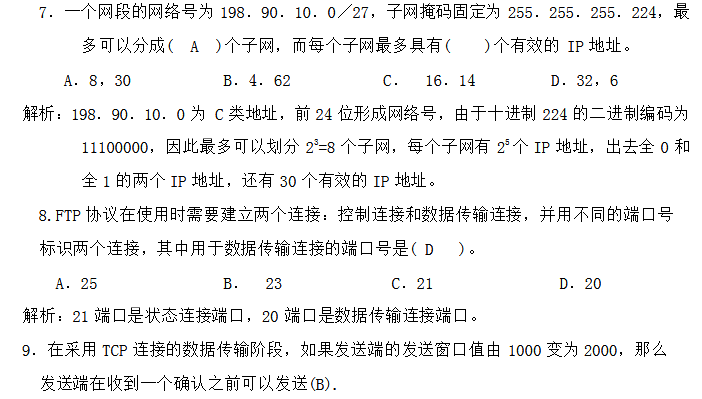 7．一个网段的网络号为 198．90．10．0／27，子网掩码固定为 255．255．255．224，最
多可以分成( A )个子网，而每个子网最多具有( )个有效的 IP 地址。
A．8，30 B．4．62 C． 16．14 D．32，6
解析：198．90．10．0 为 C 类地址，前 24 位形成网络号，由于十进制 224 的二进制编码为
11100000，因此最多可以划分 2³=8 个子网，每个子网有 2⁵ 个 IP 地址，出去全 0 和
全 1 的两个 IP 地址，还有 30 个有效的 IP 地址。
8.FTP 协议在使用时需要建立两个连接：控制连接和数据传输连接，并用不同的端口号
标识两个连接，其中用于数据传输连接的端口号是( D )。
A．25 B． 23 C．21 D．20
解析：21 端口是状态连接端口，20 端口是数据传输连接端口。
9．在采用 TCP 连接的数据传输阶段，如果发送端的发送窗口值由 1000 变为 2000，那么
发送端在收到一个确认之前可以发送(B).